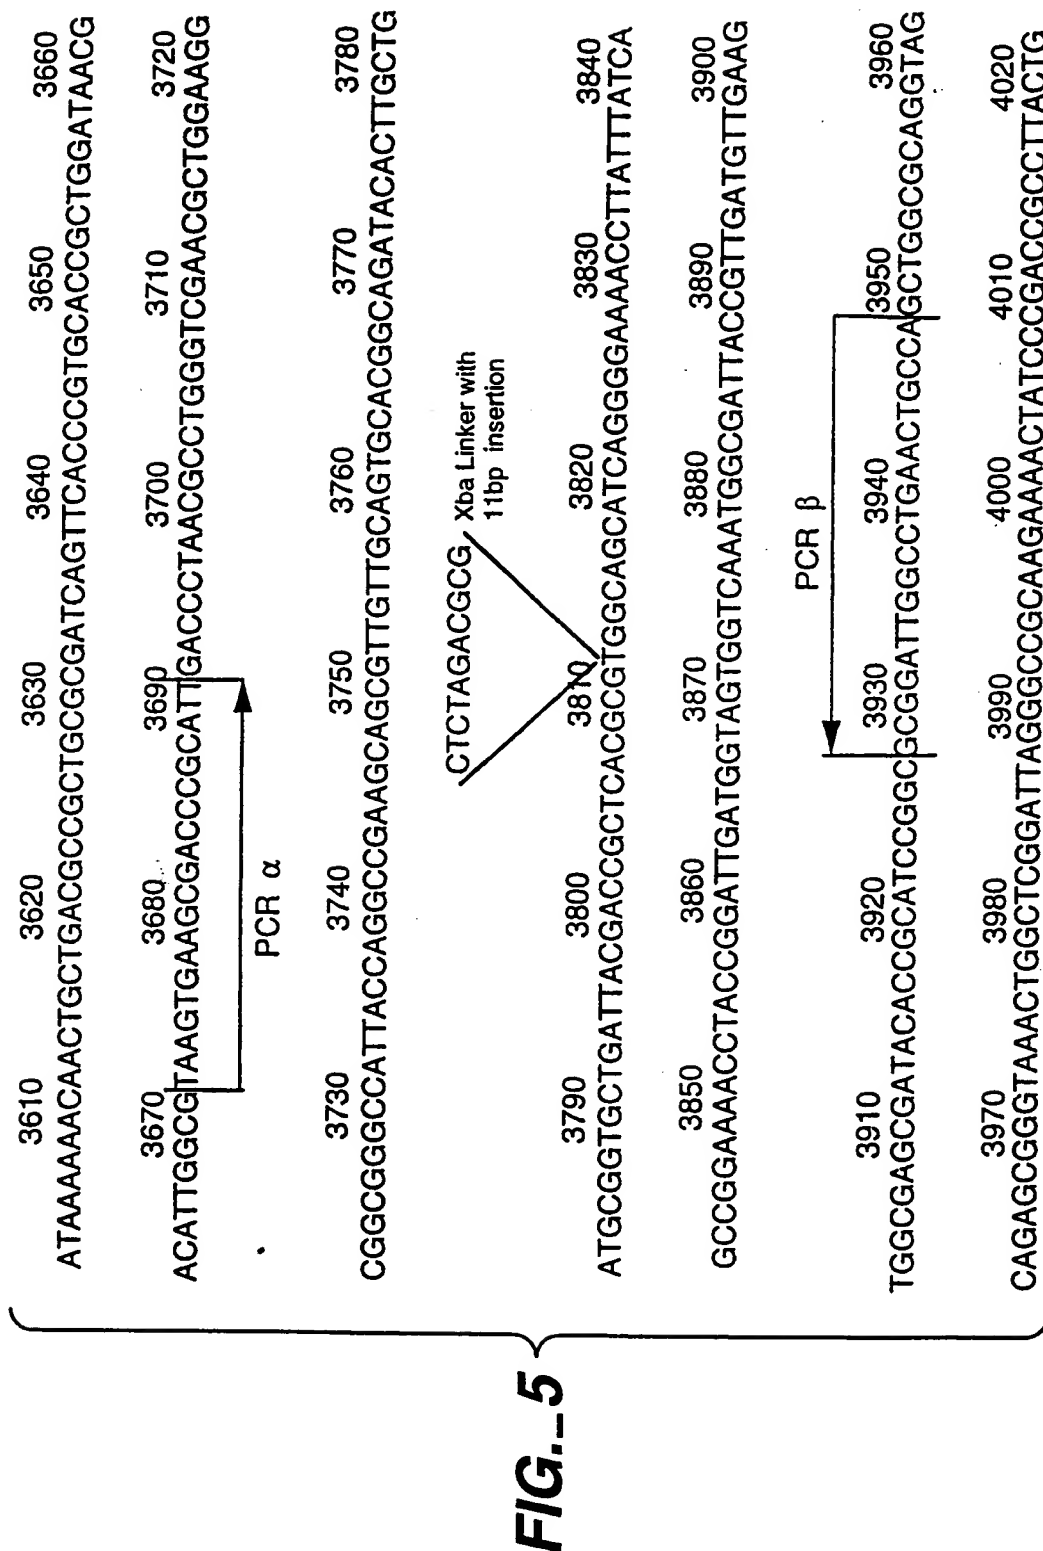 3610 3620 3630 3640 3650 3660
ATAAAAACAACTGCTGACGCCGCTGCGCGATCAGTTCACCCGTGCACCGCTGGATAACG
3670 3680 3690 3700 3710 3720
ACATTGGCGTAAGTGAAGCGACCCGCATTGACCCTAACGCCTGGGTCGAACGCTGGAAGG
PCR α
3730 3740 3750 3760 3770 3780
CGGCGGGCCATTACCAGGCCGAAGCAGCGTTGTTGCAGTGCACGGCAGATACACTTGCTG
CTCTAGACGCG
Xba Linker with
11bp insertion
3790 3800 3810 3820 3830 3840
ATGCGGTGCTGATTACGACCGCTCACGCGTGGCAGCATCAGGGGAAAACCTTATTTATCA
3850 3860 3870 3880 3890 3900
GCCGGAAAACCTACCGGATTGATGGTAGTGGTCAAATGGCGATTACCGTTGATGTTGAAG
PCR β
3910 3920 3930 3940 3950 3960
TGGCGAGCGATACACCGCATCCGGCGCGGATTGGCCTGAACTGCCAGCTGGCGCAGGTAG
3970 3980 3990 4000 4010 4020
CAGAGCGGGTAAACTGGCTCGGATTAGGGCCGCAAGAAAACTATCCCGACCGCCTTACTG
FIG._5